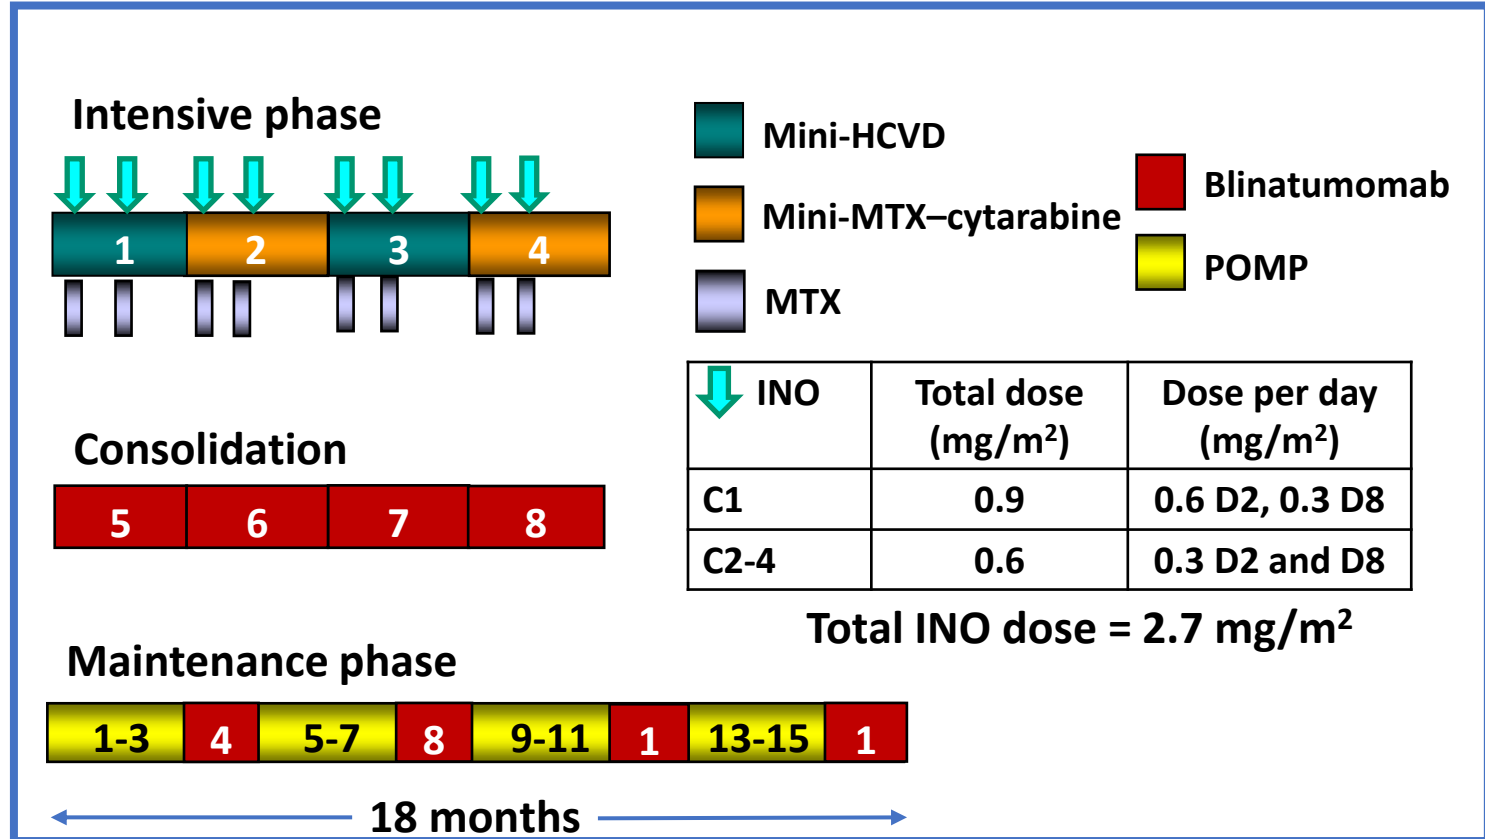 Intensive phase
1 2 3 4
Mini-HCVD
Mini-MTX–cytarabine
MTX
Blinatumomab
POMP
INO
Total dose
(mg/m²)
Dose per day
(mg/m²)
C1 0.9 0.6 D2, 0.3 D8
C2-4 0.6 0.3 D2 and D8
Total INO dose = 2.7 mg/m²
Consolidation
5 6 7 8
Maintenance phase
1-3 4 5-7 8 9-11 1 13-15 1
18 months